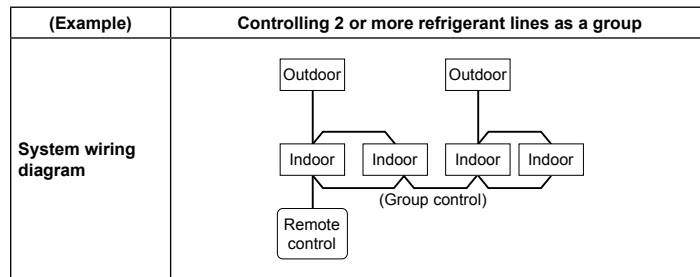 (Example)
Controlling 2 or more refrigerant lines as a group
System wiring
diagram
Outdoor
Outdoor
Indoor
Indoor
Indoor
Indoor
(Group control)
Remote
control